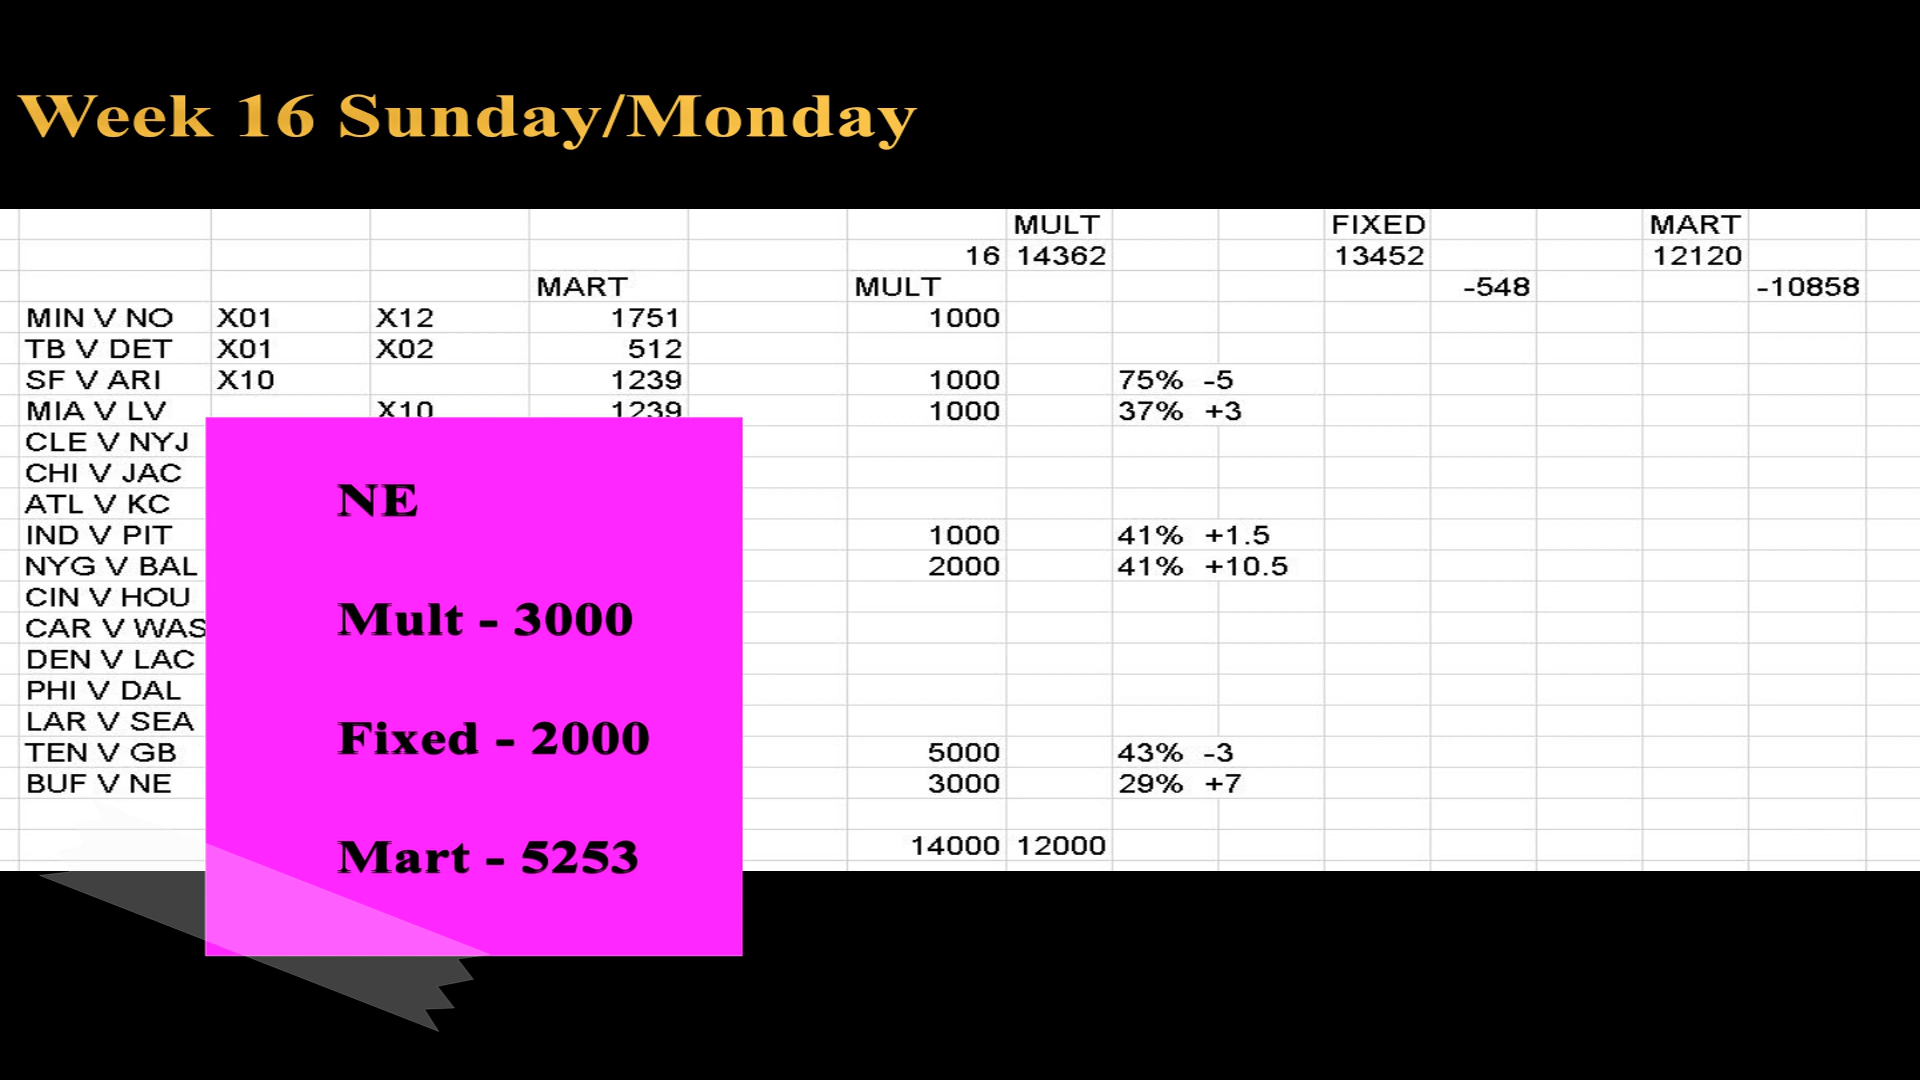 Week 16 Sunday/Monday
MULT FIXED MART
16 14362 13452 12120
MART MULT -548 -10858
MIN V NO X01 X12 1751 1000
TB V DET X01 X02 512
SF V ARI X10 1239 1000 75% -5
MIA V LV X10 1239 1000 37% +3
CLE V NYJ
CHI V JAC
ATL V KC
IND V PIT 1000 41% +1.5
NYG V BAL 2000 41% +10.5
CIN V HOU
CAR V WAS
DEN V LAC
PHI V DAL
LAR V SEA
TEN V GB 5000 43% -3
BUF V NE 3000 29% +7
14000 12000
NE
Mult - 3000
Fixed - 2000
Mart - 5253